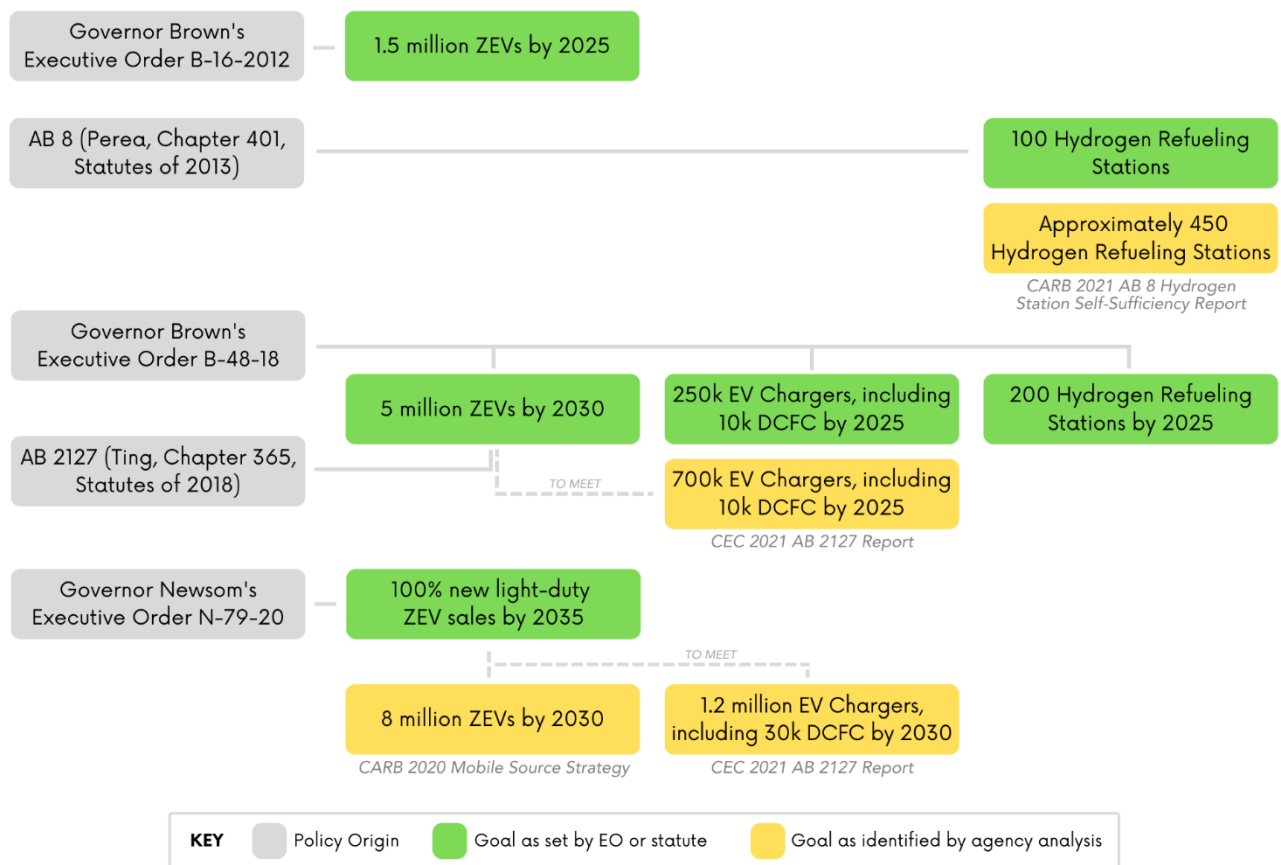 Governor Brown's
Executive Order B-16-2012
1.5 million ZEVs by 2025
AB 8 (Perea, Chapter 401,
Statutes of 2013)
100 Hydrogen Refueling
Stations
Approximately 450
Hydrogen Refueling Stations
CARB 2021 AB 8 Hydrogen
Station Self-Sufficiency Report
Governor Brown's
Executive Order B-48-18
5 million ZEVs by 2030
250k EV Chargers, including
10k DCFC by 2025
200 Hydrogen Refueling
Stations by 2025
AB 2127 (Ting, Chapter 365,
Statutes of 2018)
TO MEET
700k EV Chargers, including
10k DCFC by 2025
CEC 2021 AB 2127 Report
Governor Newsom's
Executive Order N-79-20
100% new light-duty
ZEV sales by 2035
TO MEET
8 million ZEVs by 2030
CARB 2020 Mobile Source Strategy
1.2 million EV Chargers,
including 30k DCFC by 2030
CEC 2021 AB 2127 Report
KEY
Policy Origin
Goal as set by EO or statute
Goal as identified by agency analysis